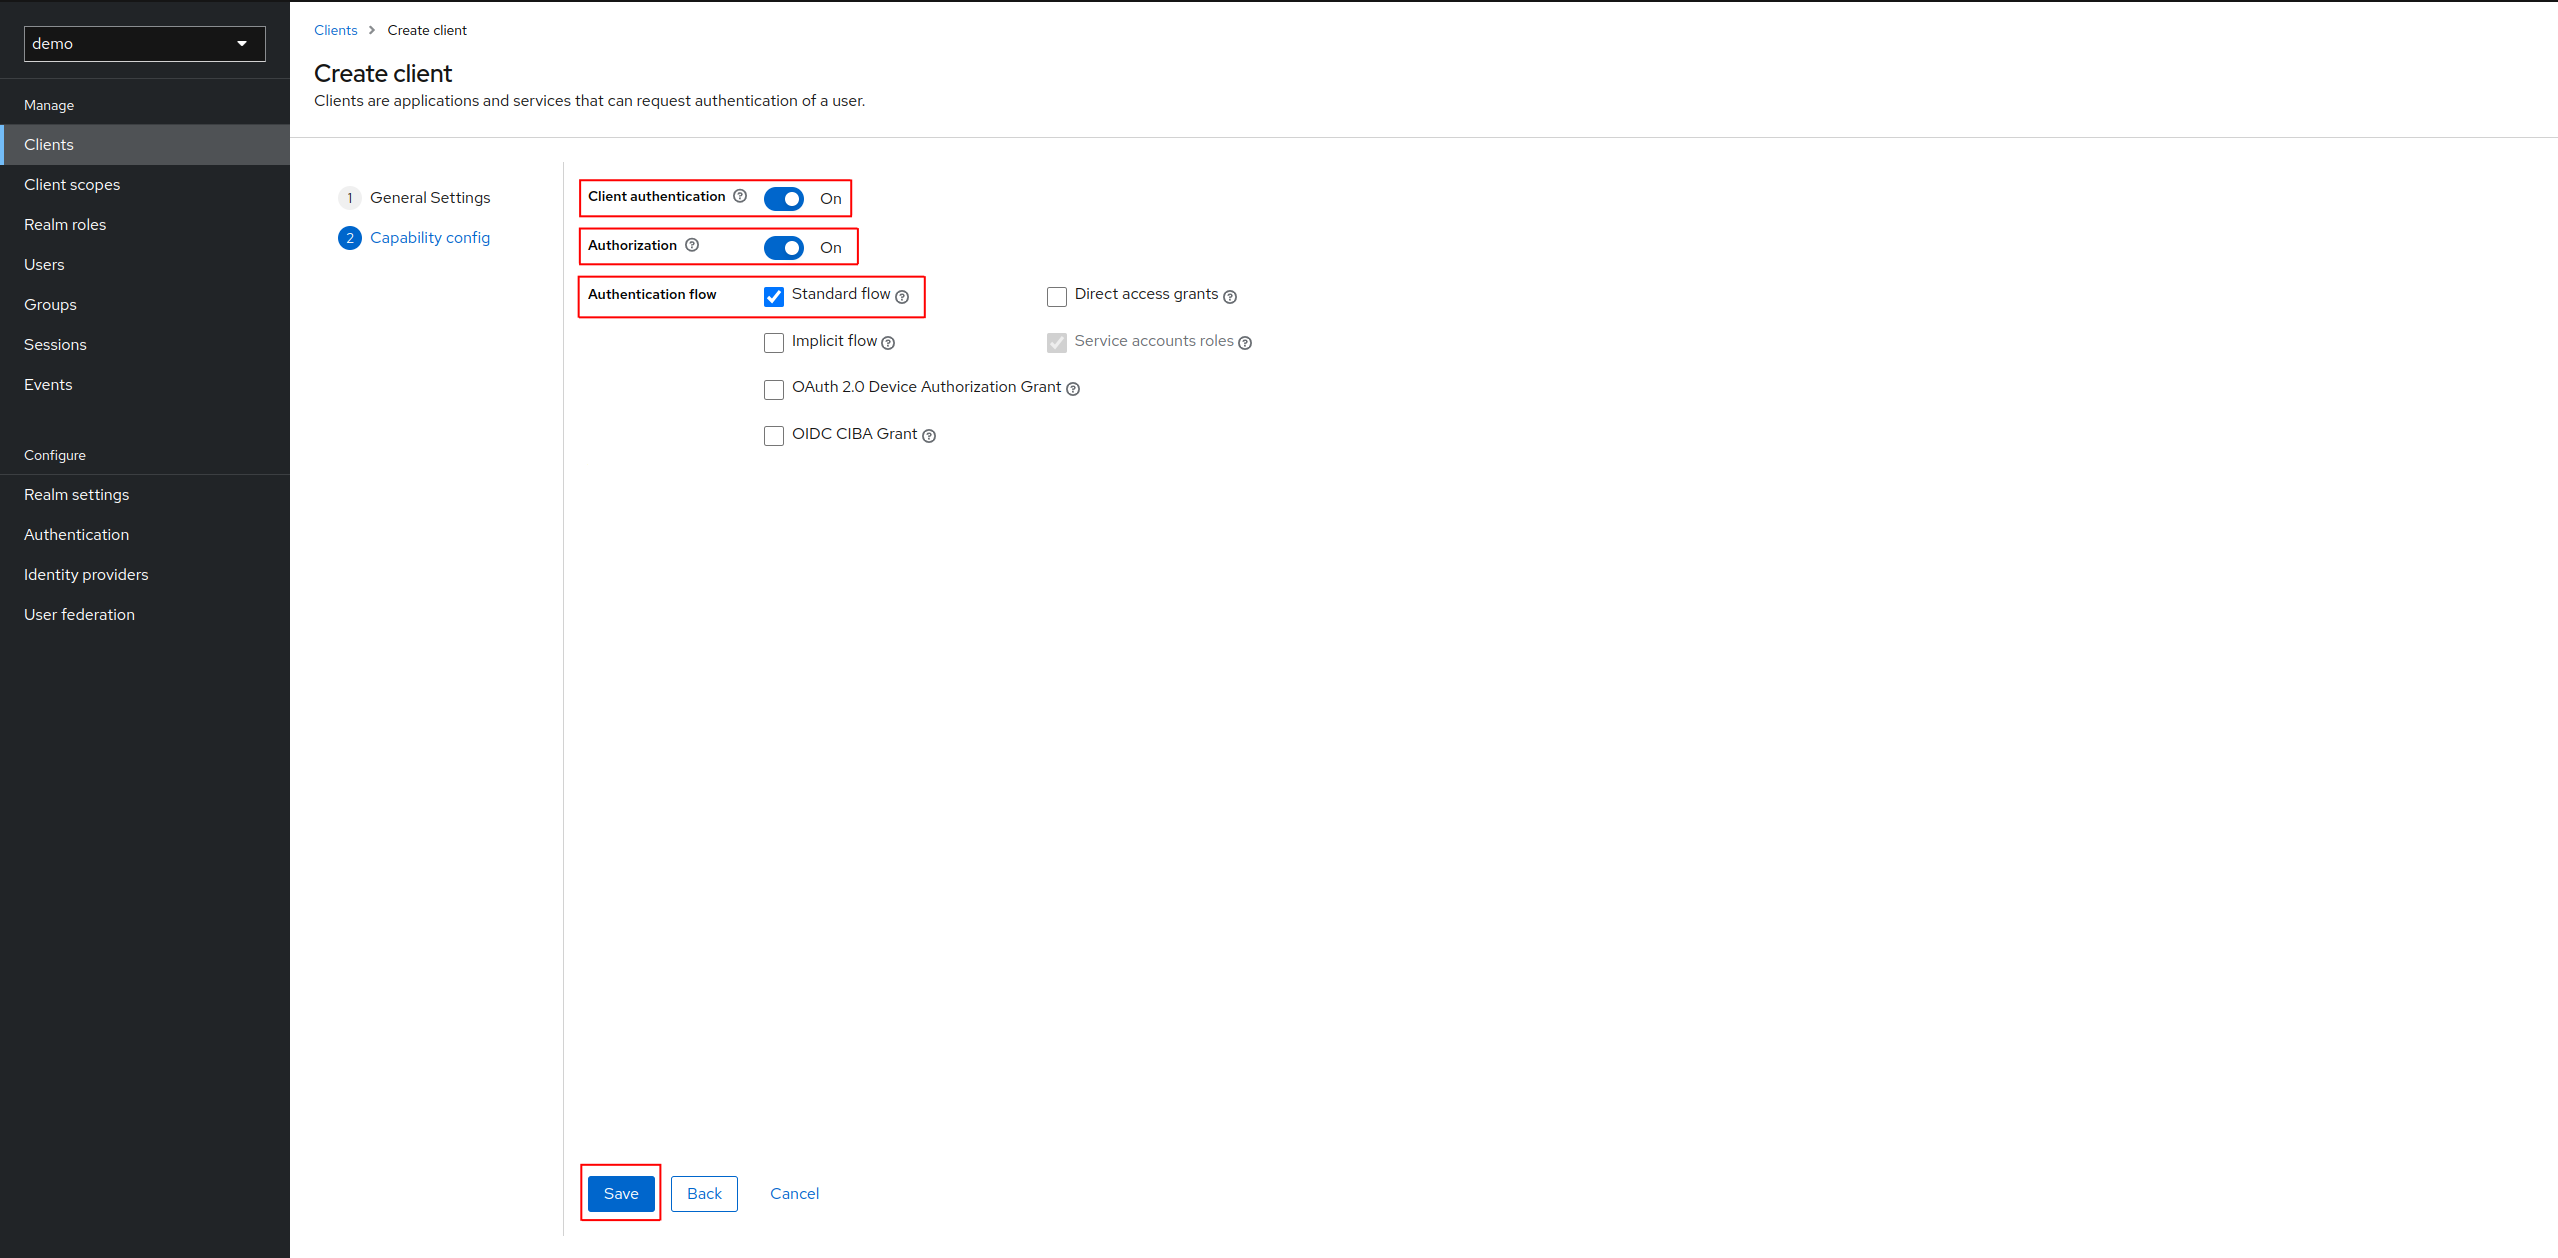 demo
Manage
Clients
Client scopes
Realm roles
Users
Groups
Sessions
Events
Configure
Realm settings
Authentication
Identity providers
User federation
Clients > Create client
Create client
Clients are applications and services that can request authentication of a user.
1 General Settings
2 Capability config
Client authentication ? On
Authorization ? On
Authentication flow Standard flow ? Direct access grants ?
Implicit flow ? Service accounts roles ?
OAuth 2.0 Device Authorization Grant ?
OIDC CIBA Grant ?
Save Back Cancel